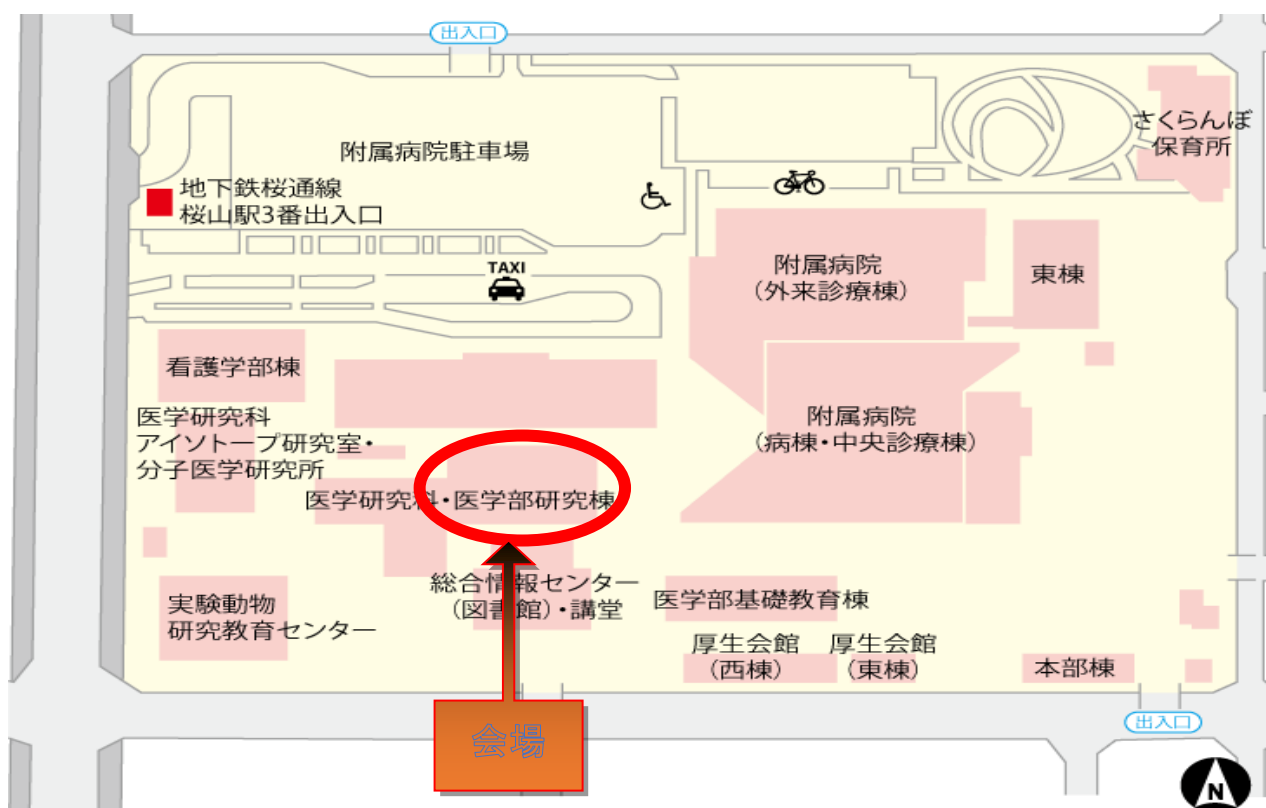 出入口
さくらんぼ
保育所
附属病院駐車場
地下鉄桜通線
桜山駅3番出入口
TAXI
附属病院
(外来診療棟)
東棟
看護学部棟
医学研究科
アイソトープ研究室・
分子医学研究所
附属病院
(病棟・中央診療棟)
医学研究科・医学部研究棟
総合情報センター
(図書館)・講堂
医学部基礎教育棟
実験動物
研究教育センター
厚生会館
(西棟)
厚生会館
(東棟)
本部棟
出入口
会場
N